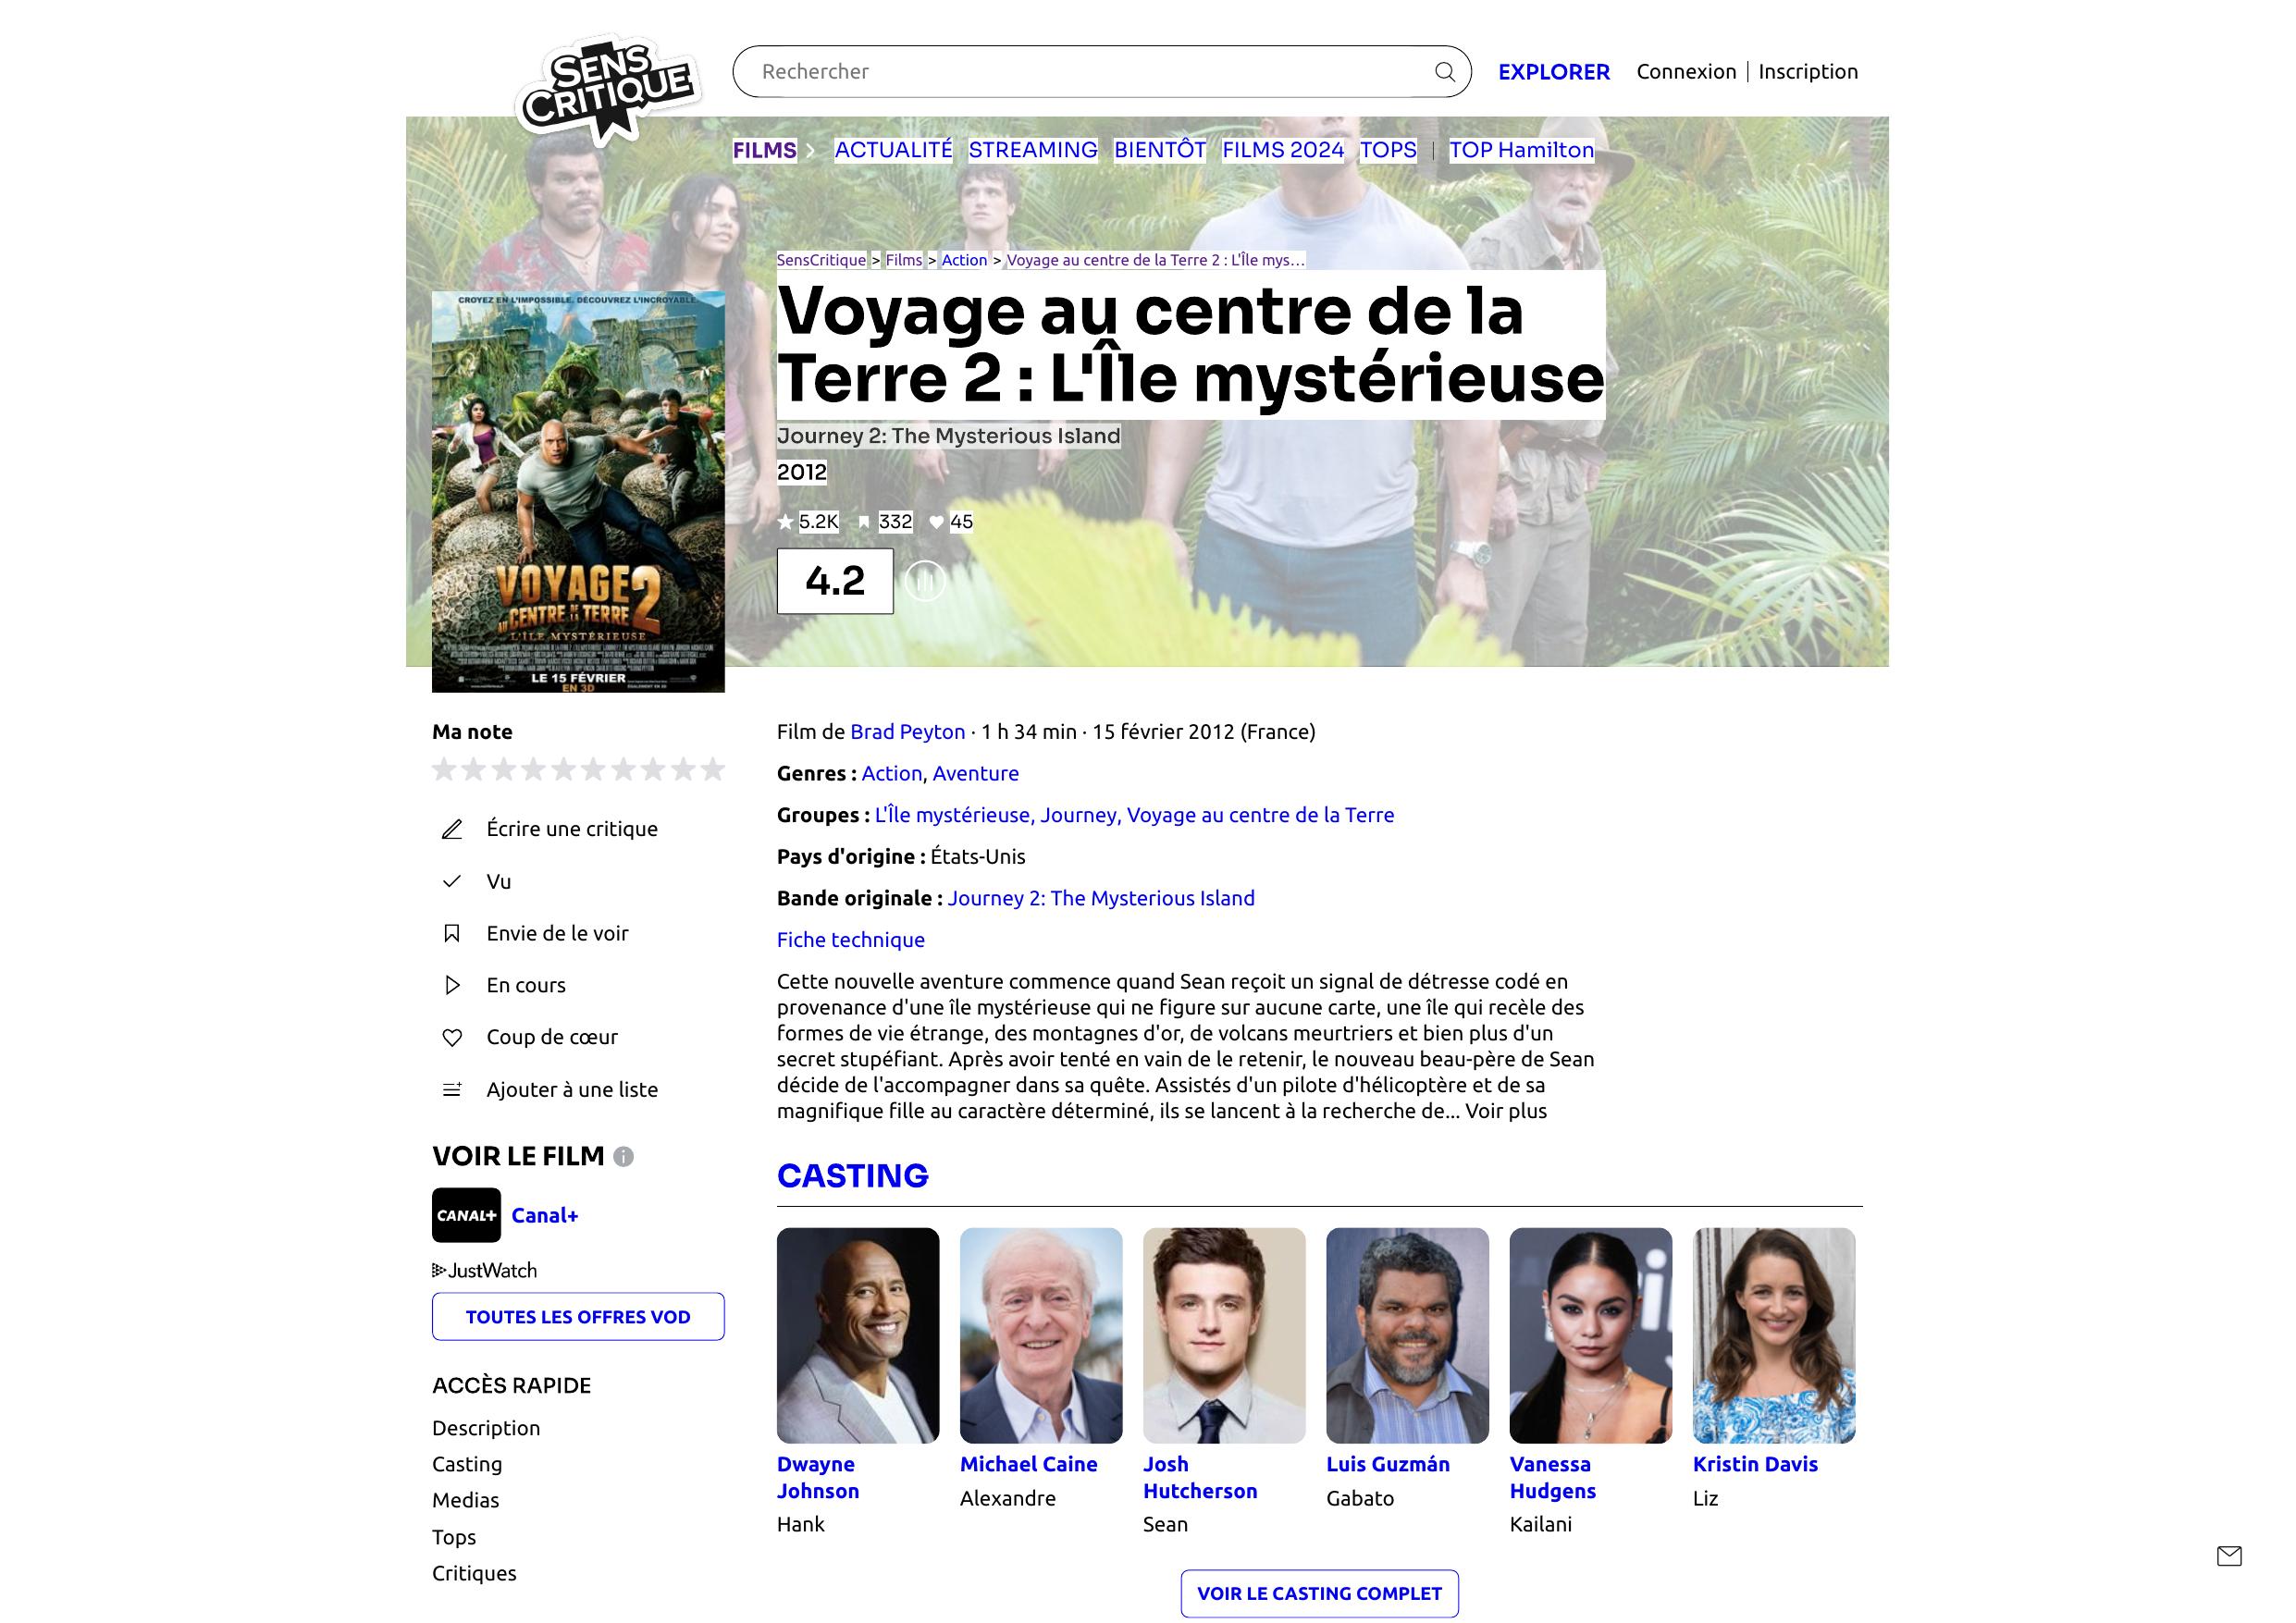 SENS
CRITIQUE
Rechercher
EXPLORER
Connexion | Inscription
FILMS
ACTUALITÉ
STREAMING
BIENTÔT
FILMS 2024
TOPS
|
TOP Hamilton
SensCritique > Films > Action > Voyage au centre de la Terre 2 : L'Île mys...
Voyage au centre de la
Terre 2 : L'Île mystérieuse
Journey 2: The Mysterious Island
2012
5.2K
332
45
4.2
CROYEZ EN L'IMPOSSIBLE. DÉCOUVREZ L'INCROYABLE.
VOYAGE 2
AU CENTRE DE LA TERRE
L'ÎLE MYSTÉRIEUSE
LE 15 FÉVRIER
EN 3D
Ma note
Écrire une critique
Vu
Envie de le voir
En cours
Coup de cœur
Ajouter à une liste
VOIR LE FILM
CANAL+
Canal+
JustWatch
TOUTES LES OFFRES VOD
ACCÈS RAPIDE
Description
Casting
Medias
Tops
Critiques
Film de Brad Peyton · 1 h 34 min · 15 février 2012 (France)
Genres : Action, Aventure
Groupes : L'Île mystérieuse, Journey, Voyage au centre de la Terre
Pays d'origine : États-Unis
Bande originale : Journey 2: The Mysterious Island
Fiche technique
Cette nouvelle aventure commence quand Sean reçoit un signal de détresse codé en
provenance d'une île mystérieuse qui ne figure sur aucune carte, une île qui recèle des
formes de vie étrange, des montagnes d'or, de volcans meurtriers et bien plus d'un
secret stupéfiant. Après avoir tenté en vain de le retenir, le nouveau beau-père de Sean
décide de l'accompagner dans sa quête. Assistés d'un pilote d'hélicoptère et de sa
magnifique fille au caractère déterminé, ils se lancent à la recherche de... Voir plus
CASTING
Dwayne
Johnson
Hank
Michael Caine
Alexandre
Josh
Hutcherson
Sean
Luis Guzmán
Gabato
Vanessa
Hudgens
Kailani
Kristin Davis
Liz
VOIR LE CASTING COMPLET